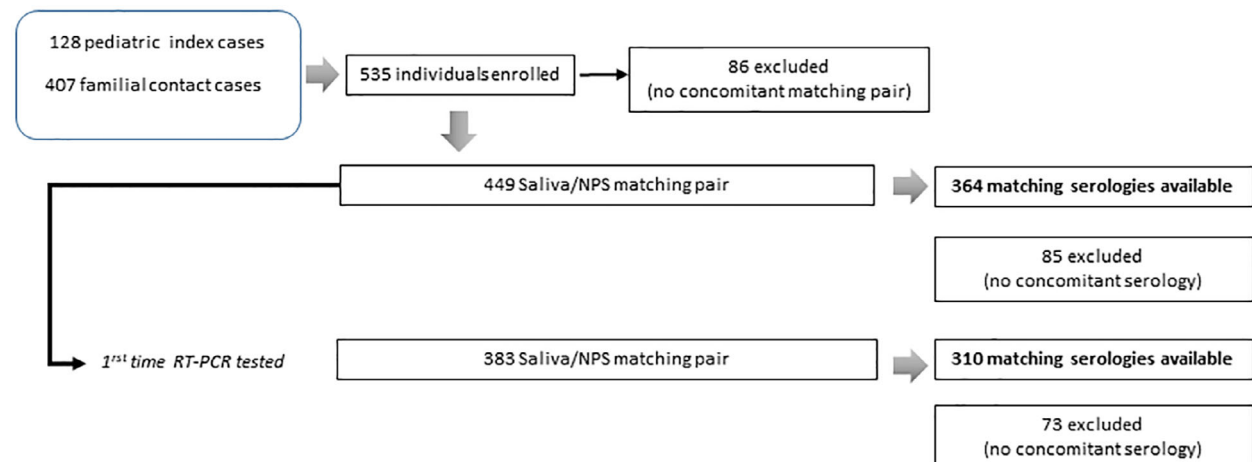 128 pediatric index cases
407 familial contact cases
535 individuals enrolled
86 excluded
(no concomitant matching pair)
449 Saliva/NPS matching pair
364 matching serologies available
85 excluded
(no concomitant serology)
1rst time RT-PCR tested
383 Saliva/NPS matching pair
310 matching serologies available
73 excluded
(no concomitant serology)